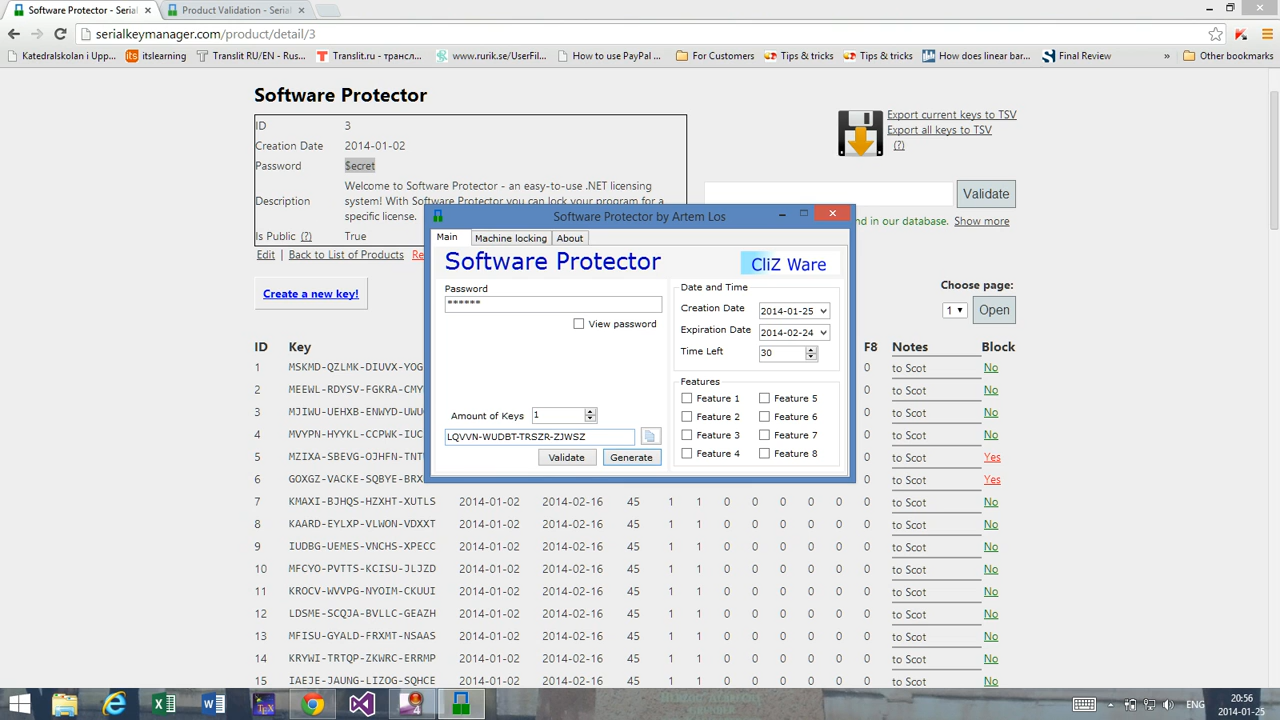 Software Protector - Serial
Product Validation - Serial
serialkeymanager.com/product/detail/3
Katedralskolan i Upp...
itslearning
Translit RU/EN - Rus...
Translit.ru - трансл...
www.rurik.se/UserFil...
How to use PayPal ...
For Customers
Tips & tricks
Tips & tricks
How does linear bar...
Final Review
»
Other bookmarks
Software Protector
ID 3
Creation Date 2014-01-02
Password $ecret
Description
Welcome to Software Protector - an easy-to-use .NET licensing
system! With Software Protector you can lock your program for a
specific license.
Is Public (?) True
Edit | Back to List of Products
Export current keys to TSV
Export all keys to TSV
(?)
Validate
nd in our database. Show more
Create a new key!
Choose page:
1
Open
ID Key F8 Notes Block
1 MSKMD-QZLMK-DIUVX-YOG 0 to Scot No
2 MEEWL-RDYSV-FGKRA-CMY 0 to Scot No
3 MJIWU-UEHXB-ENWYD-UWU 0 to Scot No
4 MVYPN-HYYKL-CCPWK-IUC 0 to Scot No
5 MZIXA-SBEVG-OJHFN-TNT 0 to Scot Yes
6 GOXGZ-VACKE-SQBYE-BRX 0 to Scot Yes
7 KMAXI-BJHQS-HZXHT-XUTLS 2014-01-02 2014-02-16 45 1 1 0 0 0 0 0 0 to Scot No
8 KAARD-EYLXP-VLWON-VDXXT 2014-01-02 2014-02-16 45 1 1 0 0 0 0 0 0 to Scot No
9 IUDBG-UEMES-VNCHS-XPECC 2014-01-02 2014-02-16 45 1 1 0 0 0 0 0 0 to Scot No
10 MFCYO-PVTTS-KCISU-JLJZD 2014-01-02 2014-02-16 45 1 1 0 0 0 0 0 0 to Scot No
11 KROCV-WVVPG-NYOIM-CKUUI 2014-01-02 2014-02-16 45 1 1 0 0 0 0 0 0 to Scot No
12 LDSME-SCQJA-BVLLC-GEAZH 2014-01-02 2014-02-16 45 1 1 0 0 0 0 0 0 to Scot No
13 MFISU-GYALD-FRXMT-NSAAS 2014-01-02 2014-02-16 45 1 1 0 0 0 0 0 0 to Scot No
14 KRYWI-TRTQP-ZKWRC-ERRMP 2014-01-02 2014-02-16 45 1 1 0 0 0 0 0 0 to Scot No
15 IAEJE-JAUNG-LIZOG-SQHCE 2014-01-02 2014-02-16 45 1 1 0 0 0 0 0 0 to Scot No
Software Protector by Artem Los
Main
Machine locking
About
Software Protector
CliZ Ware
Password
******
View password
Amount of Keys 1
LQVVN-WUDBT-TRSZR-ZJWSZ
Validate
Generate
Date and Time
Creation Date 2014-01-25
Expiration Date 2014-02-24
Time Left 30
Features
Feature 1 Feature 5
Feature 2 Feature 6
Feature 3 Feature 7
Feature 4 Feature 8
ENG
20:56
2014-01-25